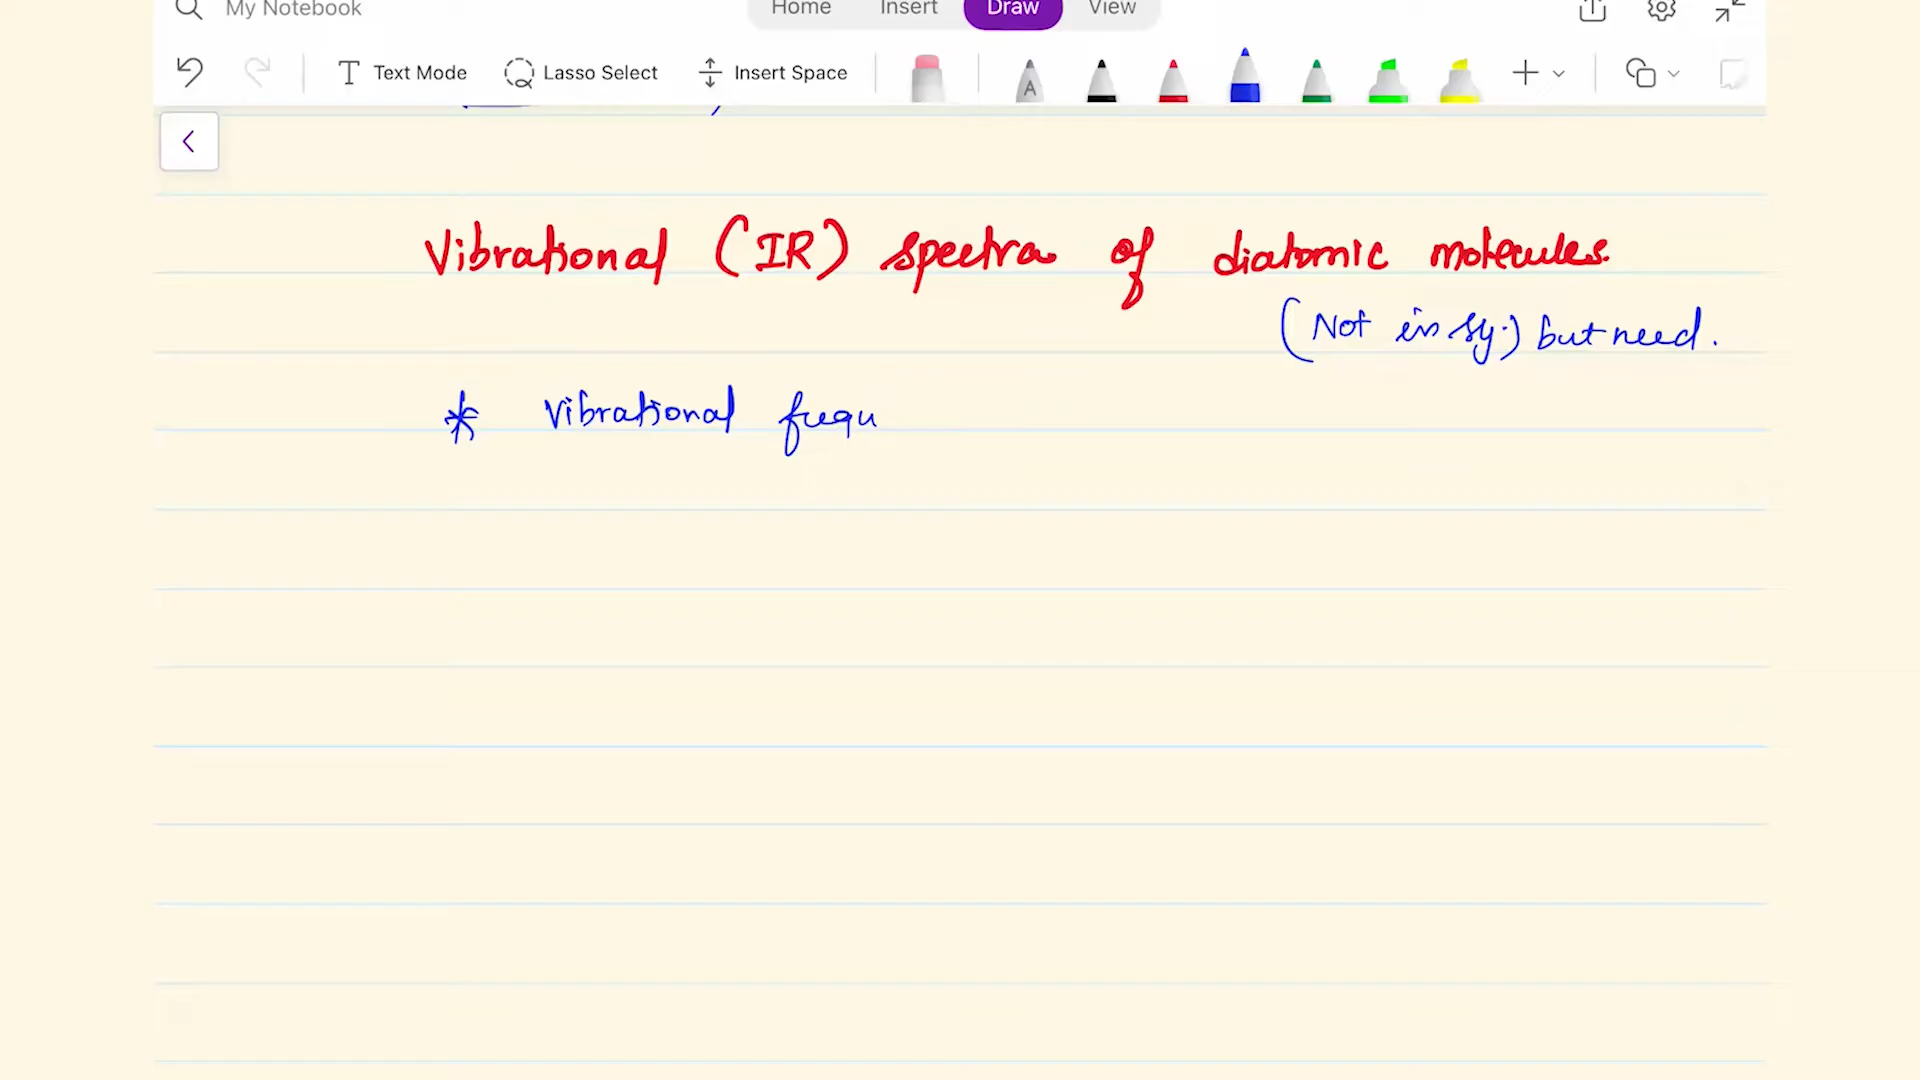 My Notebook
Home Insert Draw View
Text Mode Lasso Select Insert Space
A
Vibrational (IR) spectra of diatomic molecules.
(Not in sy.) but need.
* Vibrational frequ